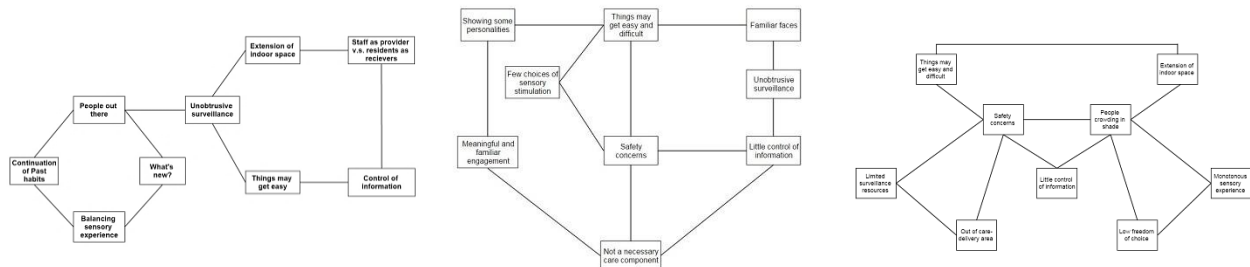 Extension of
indoor space
Staff as provider
v.s. residents as
recievers
People out
there
Unobtrusive
surveillance
Continuation
of Past
habits
What's
new?
Things may
get easy
Control of
information
Balancing
sensory
experience
Showing some
personalities
Things may
get easy and
difficult
Familiar faces
Few choices of
sensory
stimulation
Unobtrusive
surveillance
Meaningful and
familiar
engagement
Safety
concerns
Little control of
information
Not a necessary
care component
Things may
get easy and
difficult
Extension of
indoor space
Safety
concerns
People
crowding in
shade
Limited
surveillance
resources
Little control
of information
Monotonous
sensory
experience
Out of care-
delivery area
Low freedom
of choice